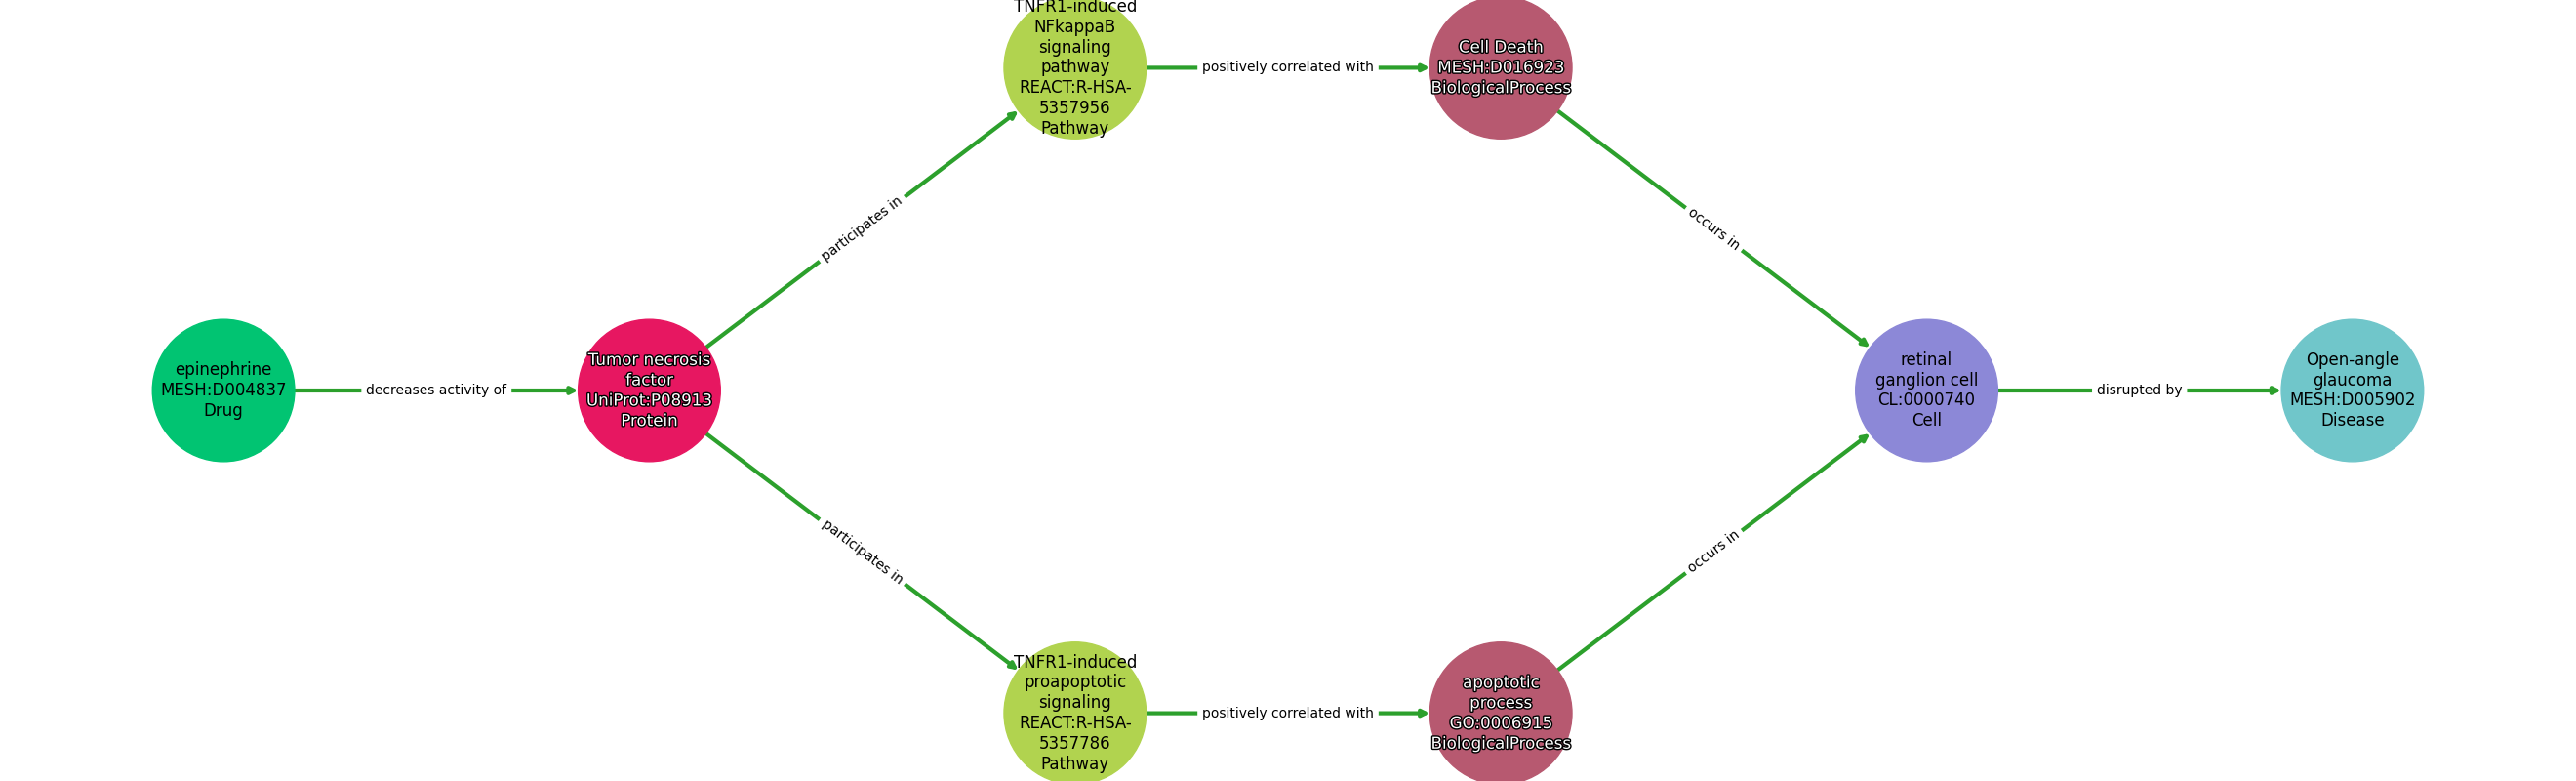 TNFR1-induced
NFkappaB
signaling
pathway
REACT:R-HSA-
5357956
Pathway
positively correlated with
Cell Death
MESH:D016923
BiologicalProcess
participates in
occurs in
epinephrine
MESH:D004837
Drug
decreases activity of
Tumor necrosis
factor
UniProt:P08913
Protein
retinal
ganglion cell
CL:0000740
Cell
disrupted by
Open-angle
glaucoma
MESH:D005902
Disease
participates in
occurs in
TNFR1-induced
proapoptotic
signaling
REACT:R-HSA-
5357786
Pathway
positively correlated with
apoptotic
process
GO:0006915
BiologicalProcess